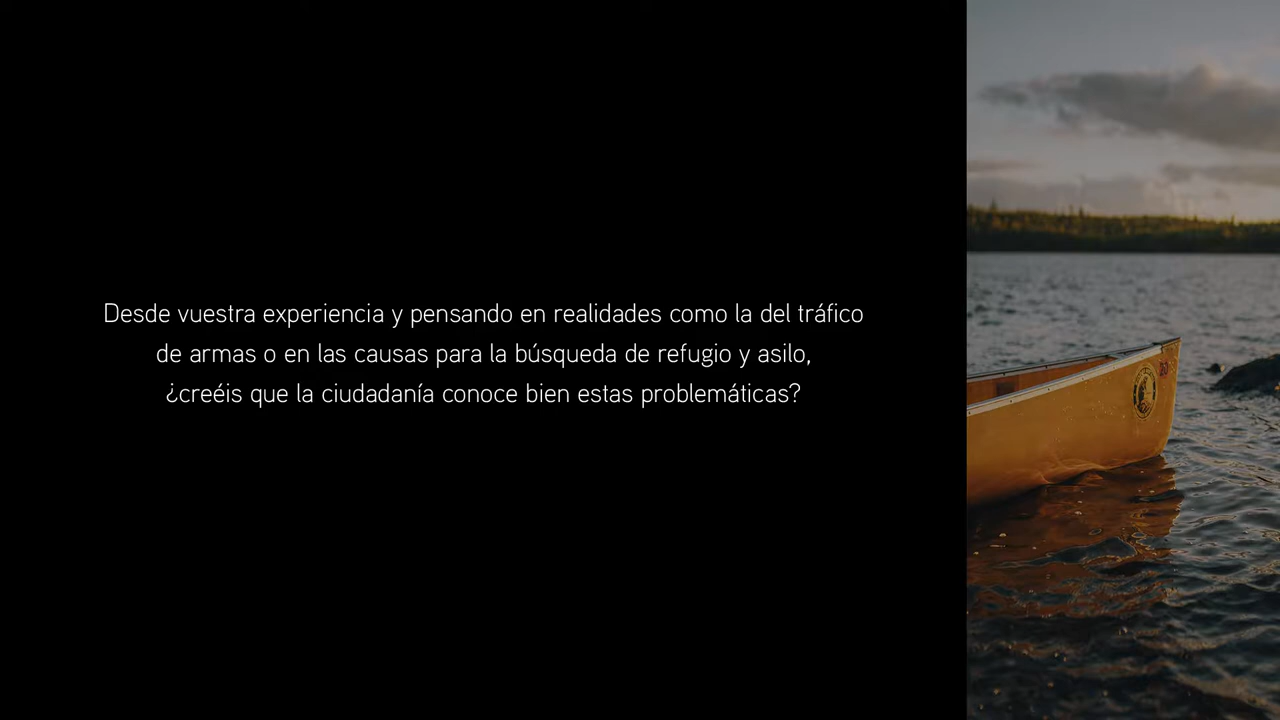 Desde vuestra experiencia y pensando en realidades como la del tráfico
de armas o en las causas para la búsqueda de refugio y asilo,
¿creéis que la ciudadanía conoce bien estas problemáticas?